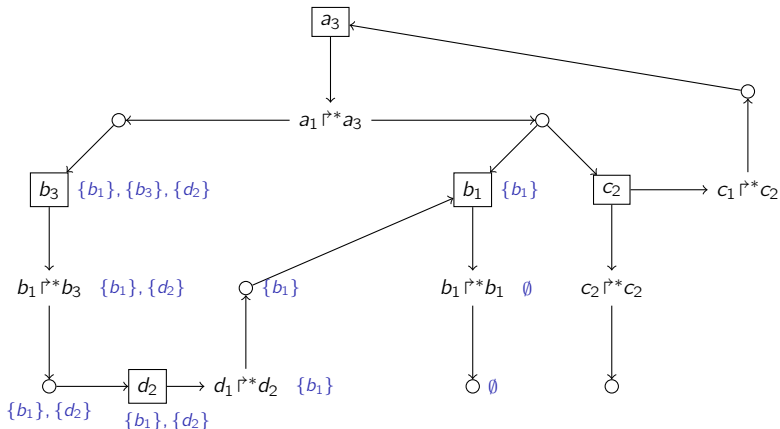 a₃
a₁ ↱* a₃
b₃ {b₁}, {b₃}, {d₂}
b₁ {b₁}
c₂
c₁ ↱* c₂
b₁ ↱* b₃ {b₁}, {d₂}
{b₁}
b₁ ↱* b₁ ∅
c₂ ↱* c₂
d₂
d₁ ↱* d₂ {b₁}
∅
{b₁}, {d₂}
{b₁}, {d₂}